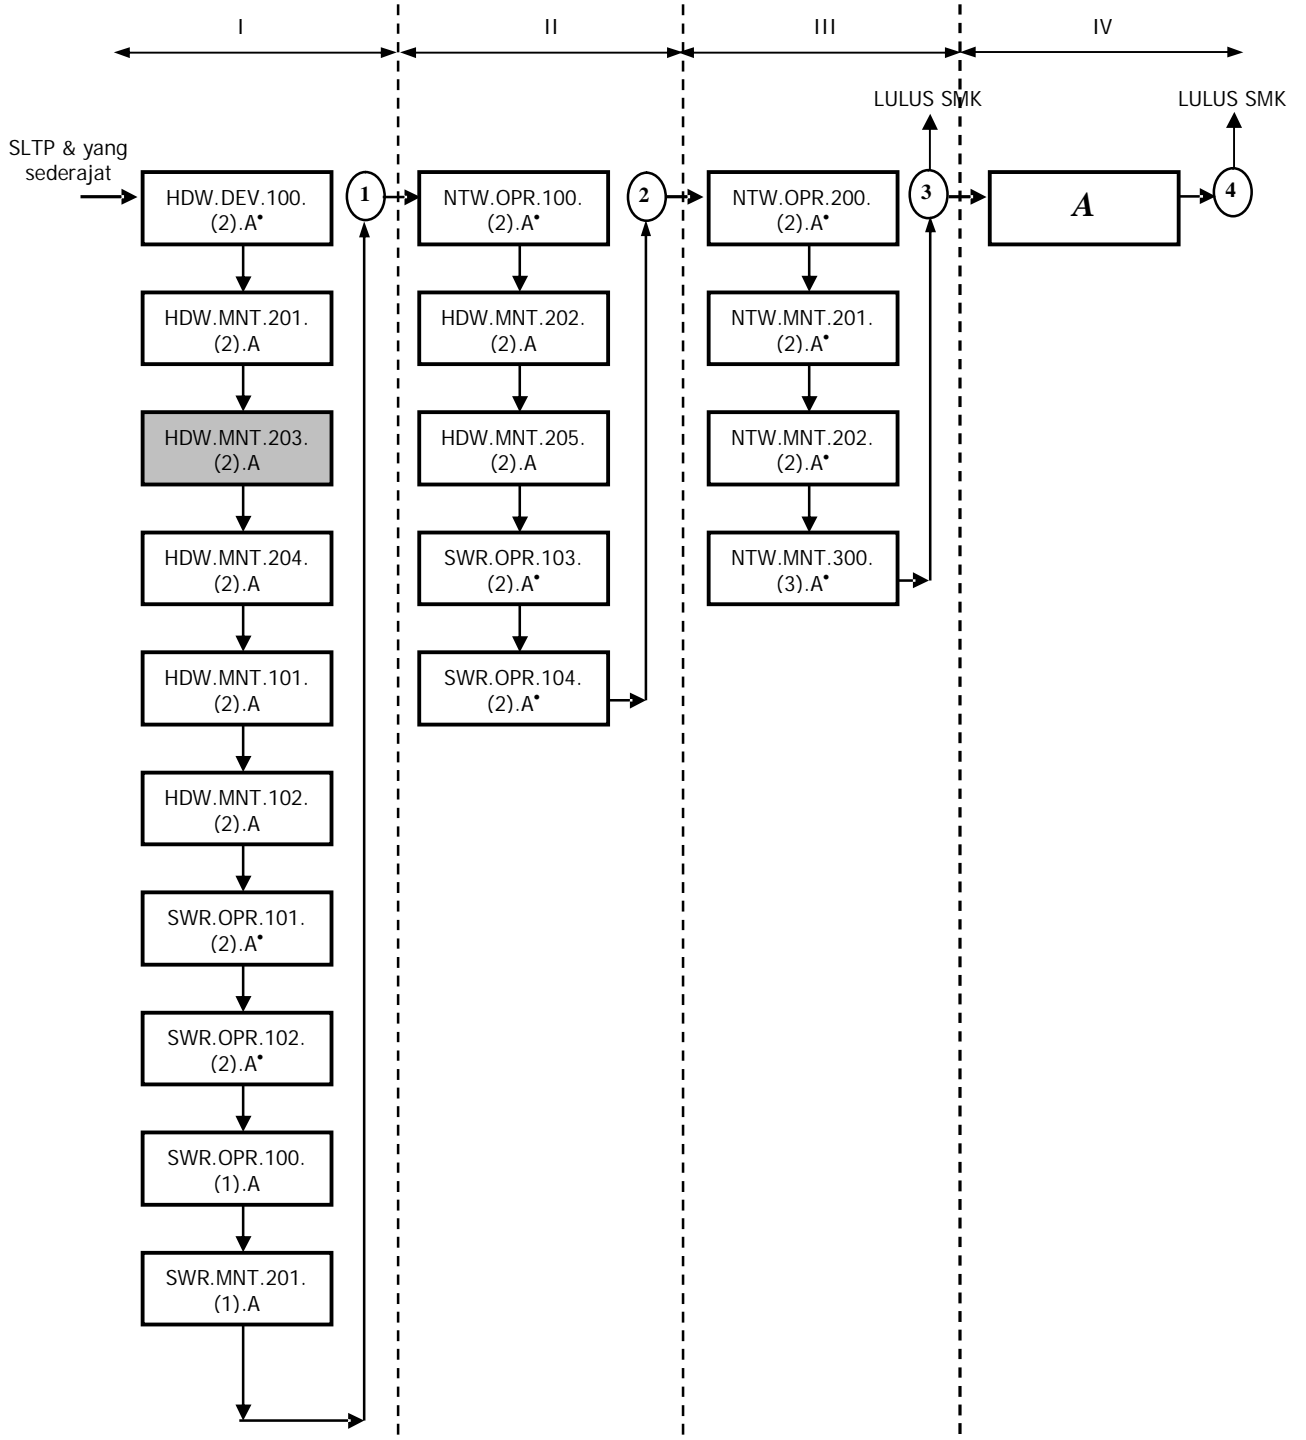 I
II
III
IV
LULUS SMK
LULUS SMK
SLTP & yang
sederajat
HDW.DEV.100.
(2).A•
HDW.MNT.201.
(2).A
HDW.MNT.203.
(2).A
HDW.MNT.204.
(2).A
HDW.MNT.101.
(2).A
HDW.MNT.102.
(2).A
SWR.OPR.101.
(2).A•
SWR.OPR.102.
(2).A•
SWR.OPR.100.
(1).A
SWR.MNT.201.
(1).A
1
NTW.OPR.100.
(2).A•
HDW.MNT.202.
(2).A
HDW.MNT.205.
(2).A
SWR.OPR.103.
(2).A•
SWR.OPR.104.
(2).A•
2
NTW.OPR.200.
(2).A•
NTW.MNT.201.
(2).A•
NTW.MNT.202.
(2).A•
NTW.MNT.300.
(3).A•
3
A
4